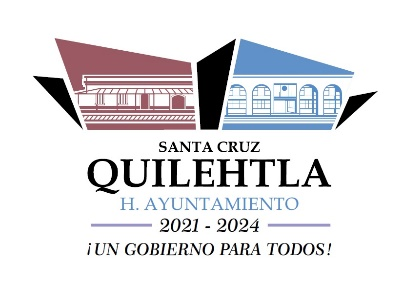 SANTA CRUZ
QUILEHTLA
H. AYUNTAMIENTO
2021 - 2024
¡UN GOBIERNO PARA TODOS!